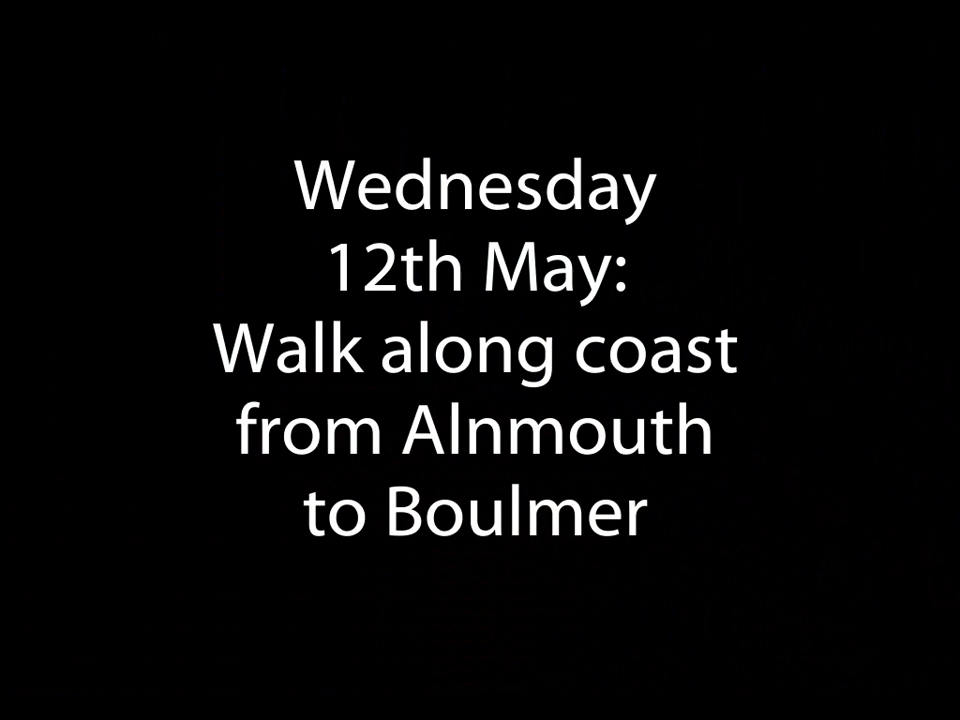 Wednesday
12th May:
Walk along coast
from Alnmouth
to Boulmer